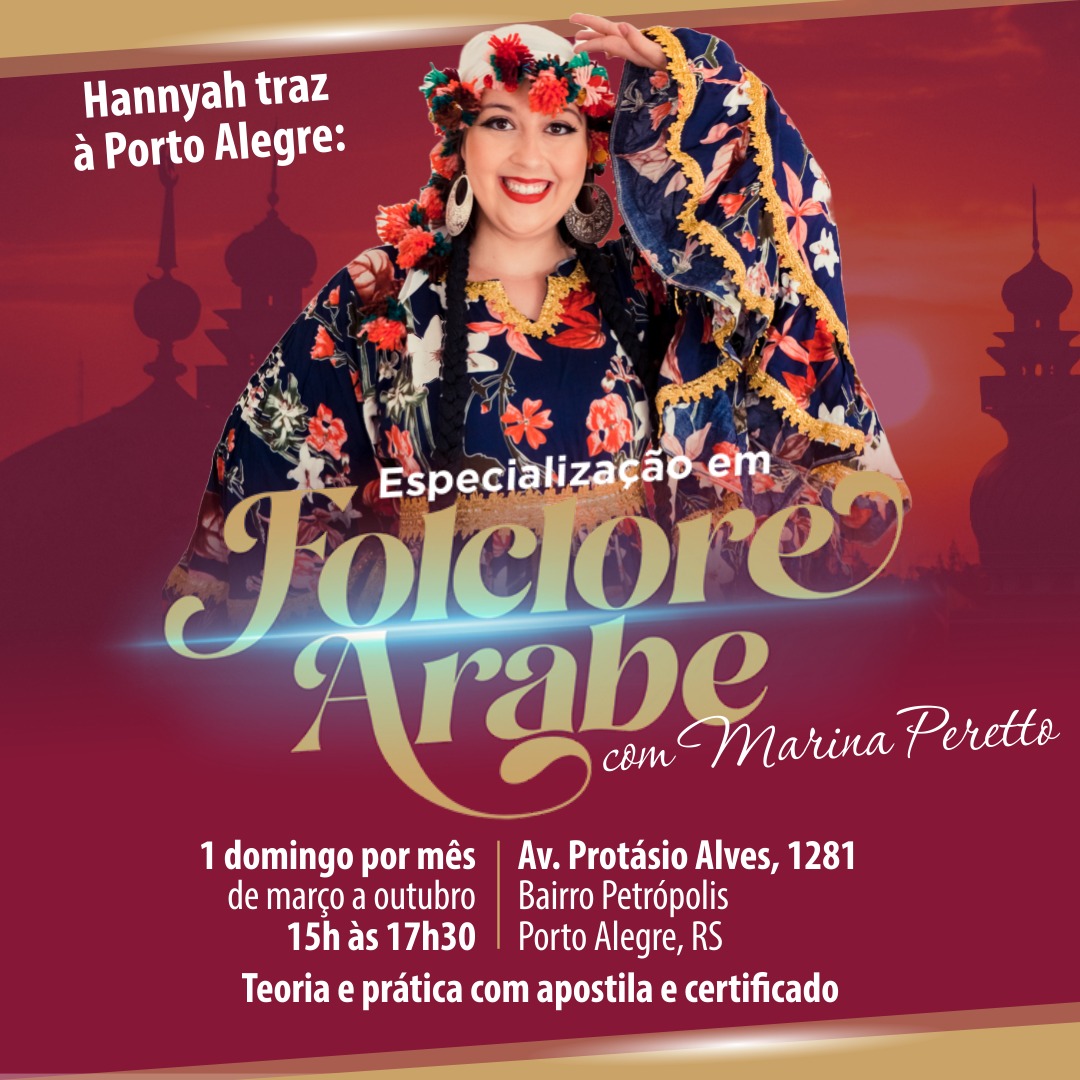 Hannyah traz
à Porto Alegre:
Especialização em
Folclore
Arabe
com Marina Peretto
1 domingo por mês
de março a outubro
15h às 17h30
Av. Protásio Alves, 1281
Bairro Petrópolis
Porto Alegre, RS
Teoria e prática com apostila e certificado